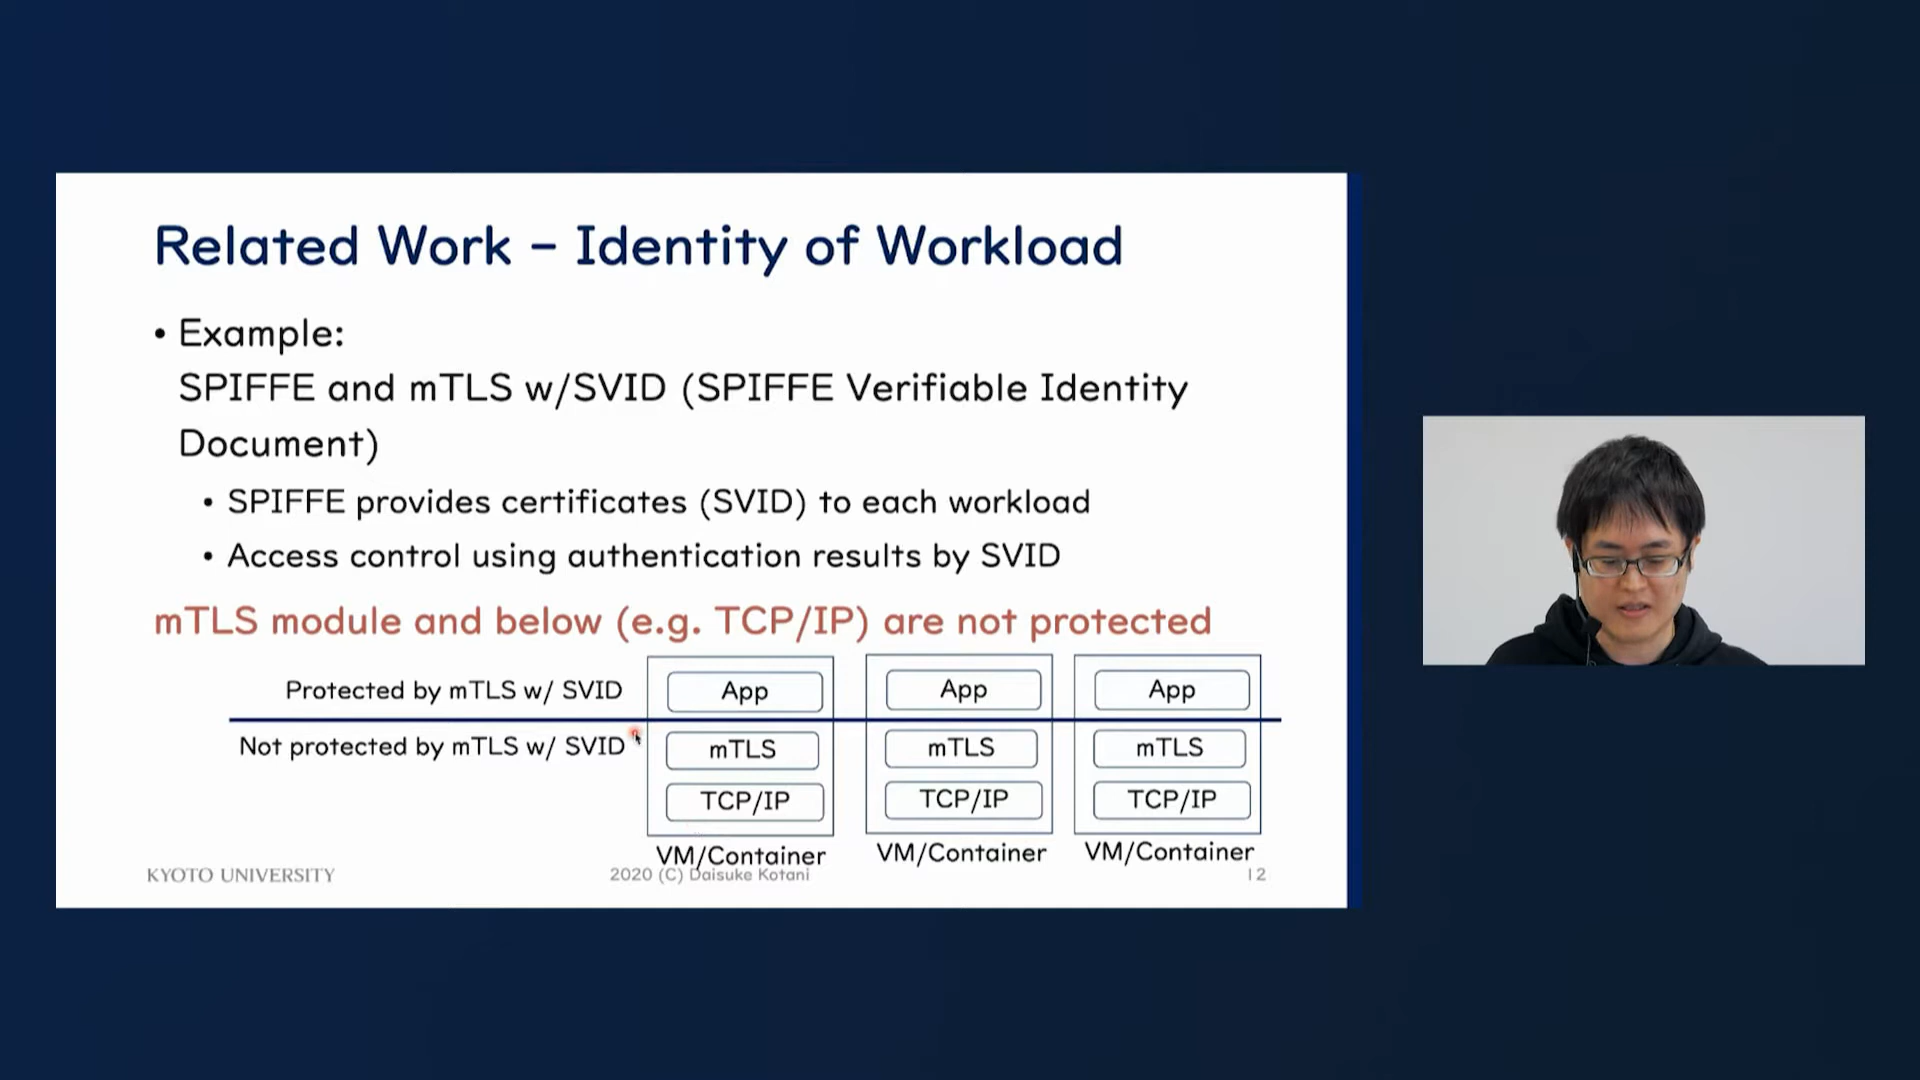 Related Work – Identity of Workload
• Example:
SPIFFE and mTLS w/SVID (SPIFFE Verifiable Identity
Document)
• SPIFFE provides certificates (SVID) to each workload
• Access control using authentication results by SVID
mTLS module and below (e.g. TCP/IP) are not protected
Protected by mTLS w/ SVID
App App App
Not protected by mTLS w/ SVID
mTLS mTLS mTLS
TCP/IP TCP/IP TCP/IP
VM/Container VM/Container VM/Container
KYOTO UNIVERSITY 2020 (C) Daisuke Kotani 12